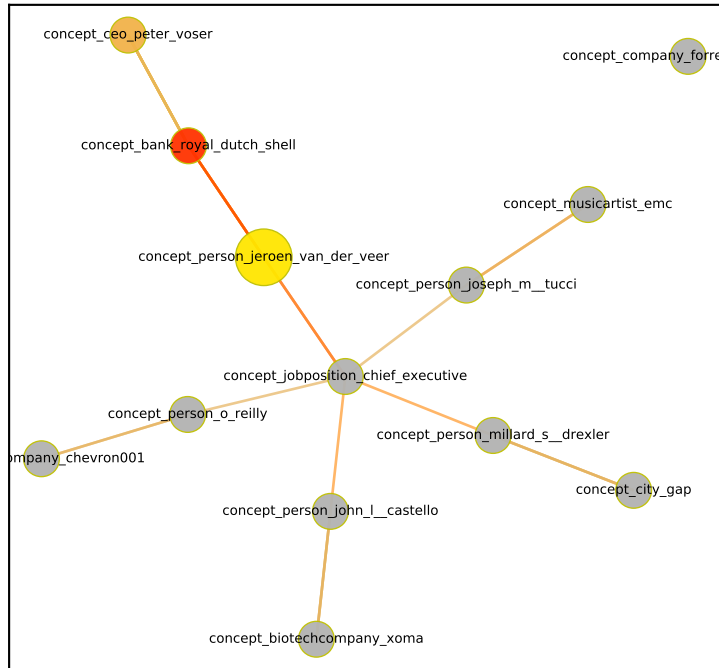 concept_ceo_peter_voser
concept_company_forre
concept_bank_royal_dutch_shell
concept_musicartist_emc
concept_person_jeroen_van_der_veer
concept_person_joseph_m__tucci
concept_jobposition_chief_executive
concept_person_o_reilly
concept_person_millard_s__drexler
ompany_chevron001
concept_city_gap
concept_person_john_l__castello
concept_biotechcompany_xoma